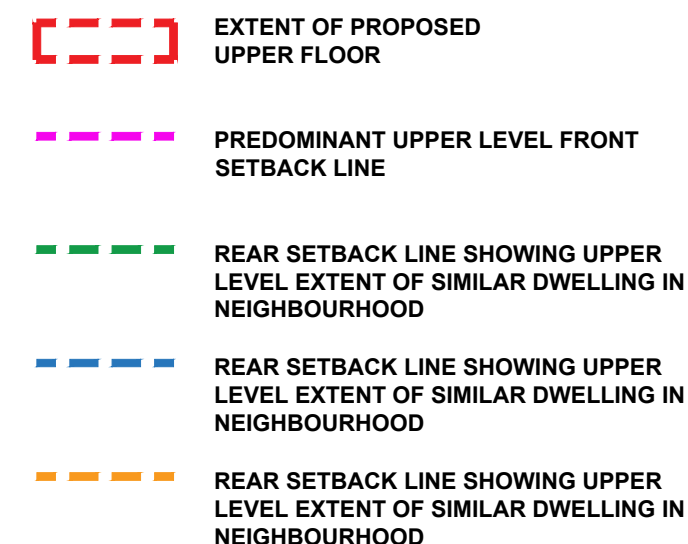 EXTENT OF PROPOSED
UPPER FLOOR
PREDOMINANT UPPER LEVEL FRONT
SETBACK LINE
REAR SETBACK LINE SHOWING UPPER
LEVEL EXTENT OF SIMILAR DWELLING IN
NEIGHBOURHOOD
REAR SETBACK LINE SHOWING UPPER
LEVEL EXTENT OF SIMILAR DWELLING IN
NEIGHBOURHOOD
REAR SETBACK LINE SHOWING UPPER
LEVEL EXTENT OF SIMILAR DWELLING IN
NEIGHBOURHOOD